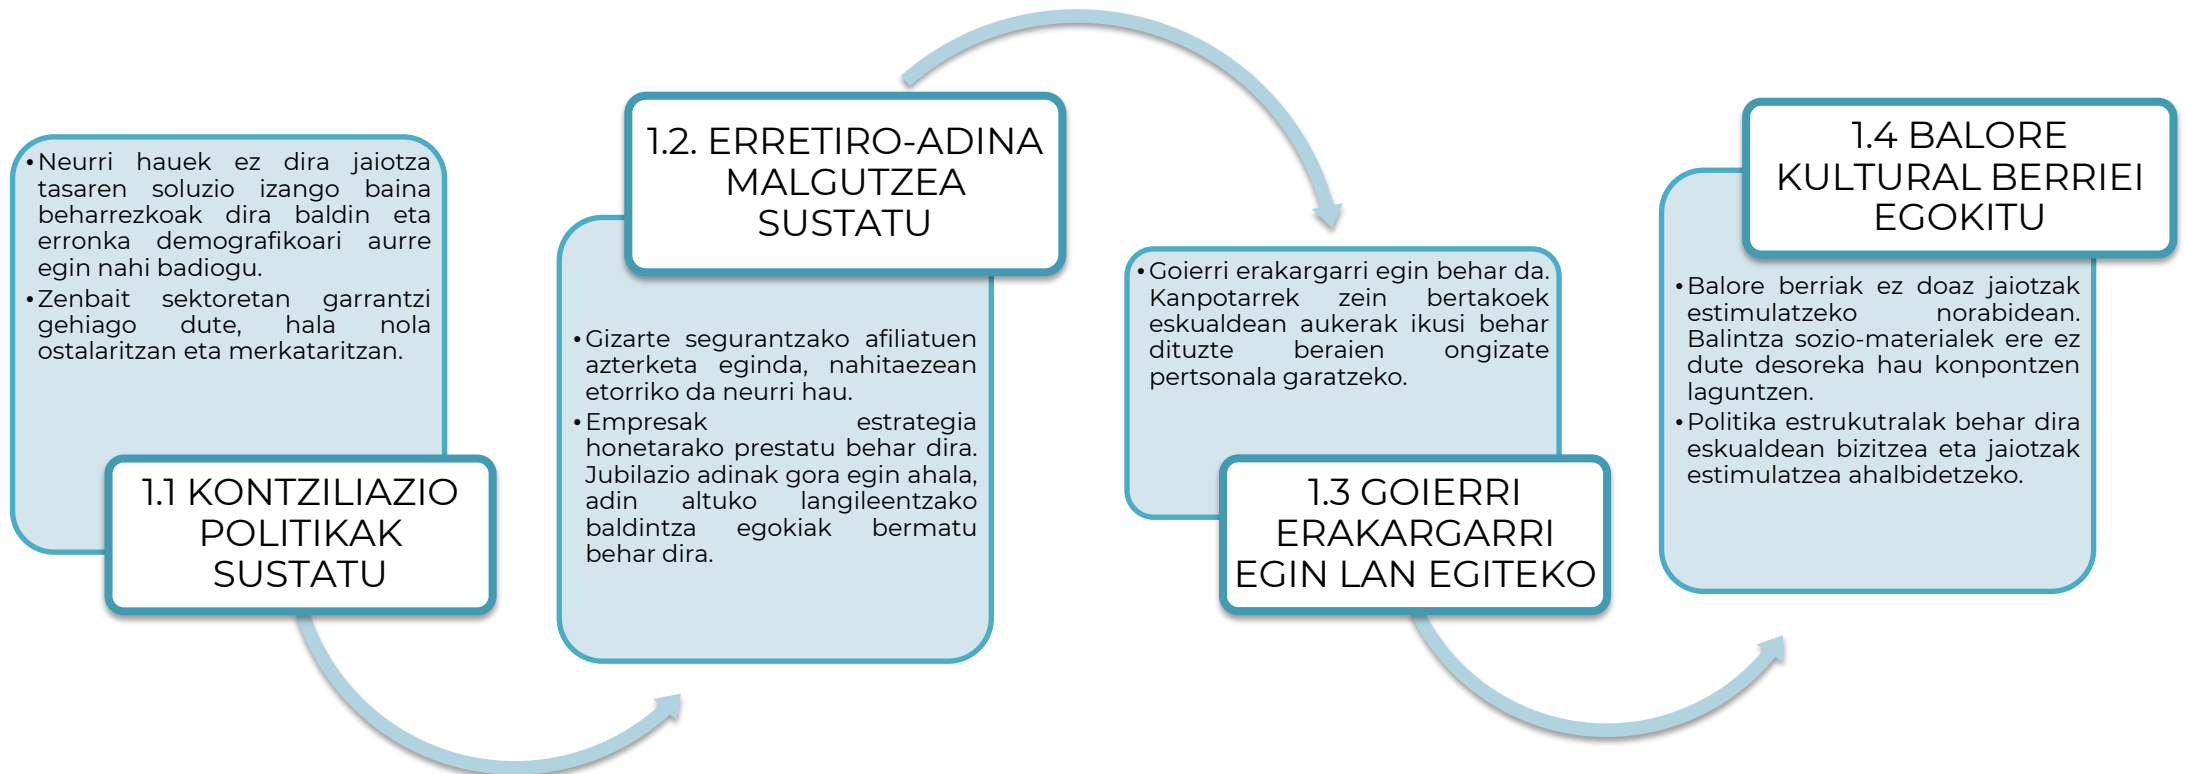 •Neurri hauek ez dira jaiotza
tasaren soluzio izango baina
beharrezkoak dira baldin eta
erronka demografikoari aurre
egin nahi badiogu.
•Zenbait sektoretan garrantzi
gehiago dute, hala nola
ostalaritzan eta merkataritzan.
1.1 KONTZILIAZIO
POLITIKAK
SUSTATU
1.2. ERRETIRO-ADINA
MALGUTZEA
SUSTATU
•Gizarte segurantzako afiliatuen
azterketa eginda, nahitaezean
etorriko da neurri hau.
•Empresak estrategia
honetarako prestatu behar dira.
Jubilazio adinak gora egin ahala,
adin altuko langileentzako
baldintza egokiak bermatu
behar dira.
•Goierri erakargarri egin behar da.
Kanpotarrek zein bertakoek
eskualdean aukerak ikusi behar
dituzte beraien ongizate
pertsonala garatzeko.
1.3 GOIERRI
ERAKARGARRI
EGIN LAN EGITEKO
1.4 BALORE
KULTURAL BERRIEI
EGOKITU
•Balore berriak ez doaz jaiotzak
estimulatzeko norabidean.
Balintza sozio-materialek ere ez
dute desoreka hau konpontzen
laguntzen.
•Politika estrukutralak behar dira
eskualdean bizitzea eta jaiotzak
estimulatzea ahalbidetzeko.